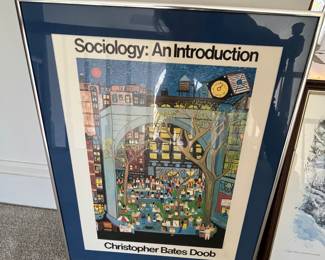 Sociology: An Introduction
Christopher Bates Doob